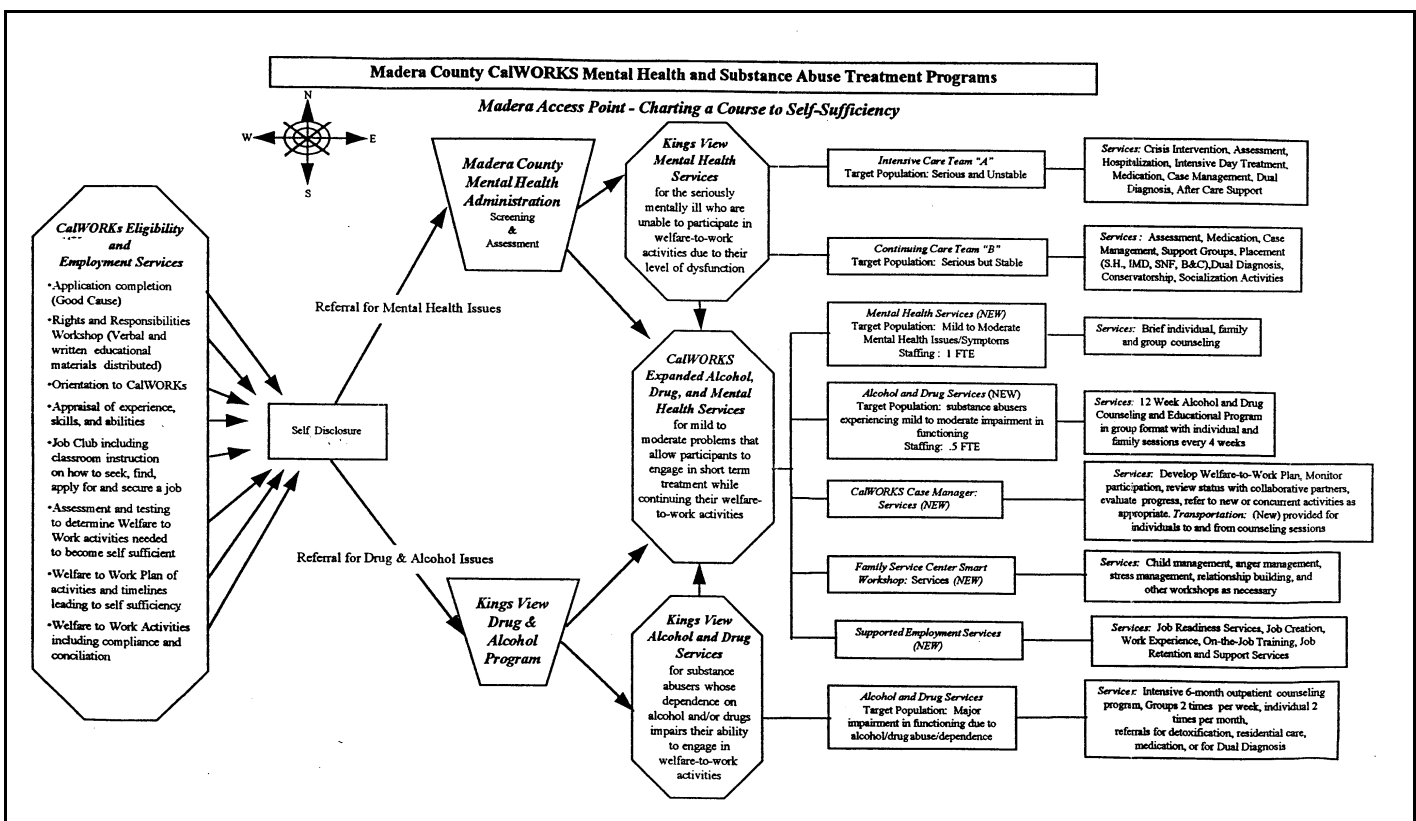 Madera County CalWORKS Mental Health and Substance Abuse Treatment Programs
Madera Access Point - Charting a Course to Self-Sufficiency
N
W
E
S
CalWORKs Eligibility
and
Employment Services
•Application completion
(Good Cause)
•Rights and Responsibilities
Workshop (Verbal and
written educational
materials distributed)
•Orientation to CalWORKs
•Appraisal of experience,
skills, and abilities
•Job Club including
classroom instruction
on how to seek, find,
apply for and secure a job
•Assessment and testing
to determine Welfare to
Work activities needed
to become self sufficient
•Welfare to Work Plan of
activities and timelines
leading to self sufficiency
•Welfare to Work Activities
including compliance and
conciliation
Self Disclosure
Referral for Mental Health Issues
Referral for Drug & Alcohol Issues
Madera County
Mental Health
Administration
Screening
&
Assessment
Kings View
Drug &
Alcohol
Program
Kings View
Mental Health
Services
for the seriously
mentally ill who are
unable to participate in
welfare-to-work
activities due to their
level of dysfunction
CalWORKS
Expanded Alcohol,
Drug, and Mental
Health Services
for mild to
moderate problems that
allow participants to
engage in short term
treatment while
continuing their welfare-
to-work activities
Kings View
Alcohol and Drug
Services
for substance
abusers whose
dependence on
alcohol and/or drugs
impairs their ability
to engage in
welfare-to-work
activities
Intensive Care Team "A"
Target Population: Serious and Unstable
Services: Crisis Intervention, Assessment,
Hospitalization, Intensive Day Treatment,
Medication, Case Management, Dual
Diagnosis, After Care Support
Continuing Care Team "B"
Target Population: Serious but Stable
Services : Assessment, Medication, Case
Management, Support Groups, Placement
(S.H., IMD, SNF, B&C),Dual Diagnosis,
Conservatorship, Socialization Activities
Mental Health Services (NEW)
Target Population: Mild to Moderate
Mental Health Issues/Symptoms
Staffing : 1 FTE
Services: Brief individual, family
and group counseling
Alcohol and Drug Services (NEW)
Target Population: substance abusers
experiencing mild to moderate impairment in
functioning
Staffing: .5 FTE
Services: 12 Week Alcohol and Drug
Counseling and Educational Program
in group format with individual and
family sessions every 4 weeks
CalWORKS Case Manager:
Services (NEW)
Services: Develop Welfare-to-Work Plan, Monitor
participation, review status with collaborative partners,
evaluate progress, refer to new or concurrent activities as
appropriate. Transportation: (New) provided for
individuals to and from counseling sessions
Family Service Center Smart
Workshop: Services (NEW)
Services: Child management, anger management,
stress management, relationship building, and
other workshops as necessary
Supported Employment Services
(NEW)
Services: Job Readiness Services, Job Creation,
Work Experience, On-the-Job Training, Job
Retention and Support Services
Alcohol and Drug Services
Target Population: Major
impairment in functioning due to
alcohol/drug abuse/dependence
Services: Intensive 6-month outpatient counseling
program, Groups 2 times per week, individual 2
times per month,
referrals for detoxification, residential care,
medication, or for Dual Diagnosis